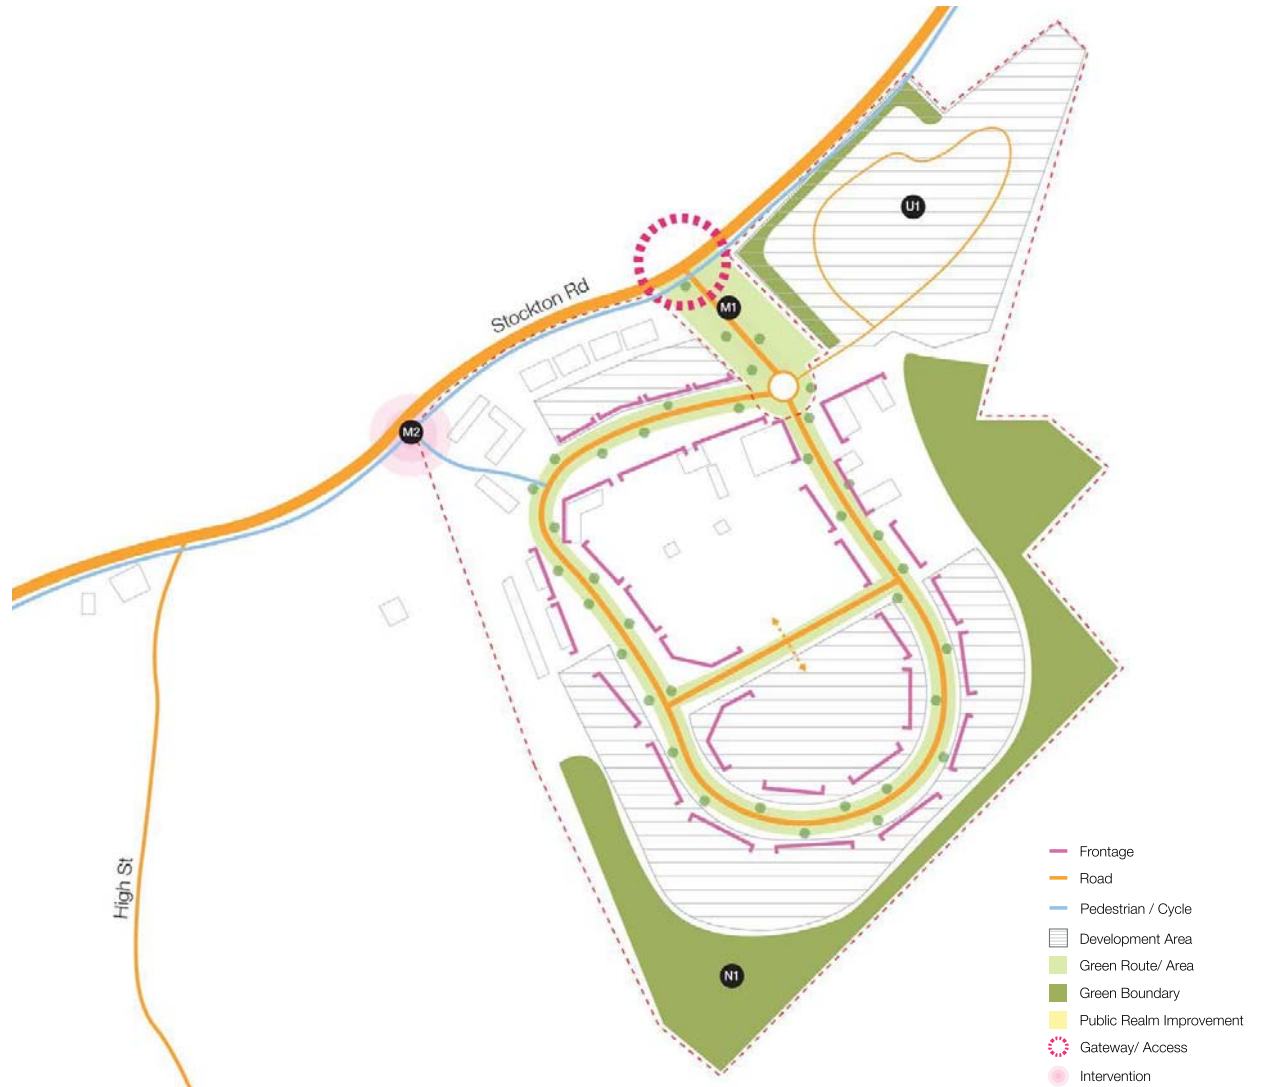 U1
M1
Stockton Rd
M2
High St
N1
Frontage
Road
Pedestrian / Cycle
Development Area
Green Route/ Area
Green Boundary
Public Realm Improvement
Gateway/ Access
Intervention